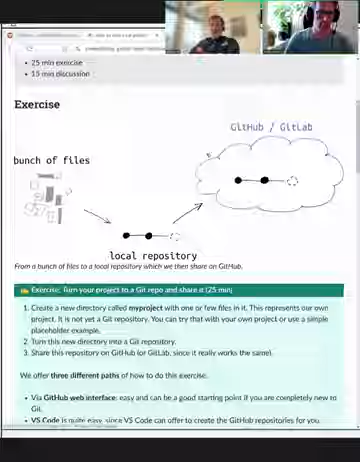 • 25 min exercise
• 15 min discussion
Exercise
GitHub / GitLab
bunch of files
local repository
From a bunch of files to a local repository which we then share on GitHub.
Exercise: Turn your project to a Git repo and share it (25 min)
1. Create a new directory called myproject with one or few files in it. This represents our own
project. It is not yet a Git repository. You can try that with your own project or use a simple
placeholder example.
2. Turn this new directory into a Git repository.
3. Share this repository on GitHub (or GitLab, since it really works the same).
We offer three different paths of how to do this exercise.
• Via GitHub web interface: easy and can be a good starting point if you are completely new to
Git.
• VS Code is quite easy, since VS Code can offer to create the GitHub repositories for you.